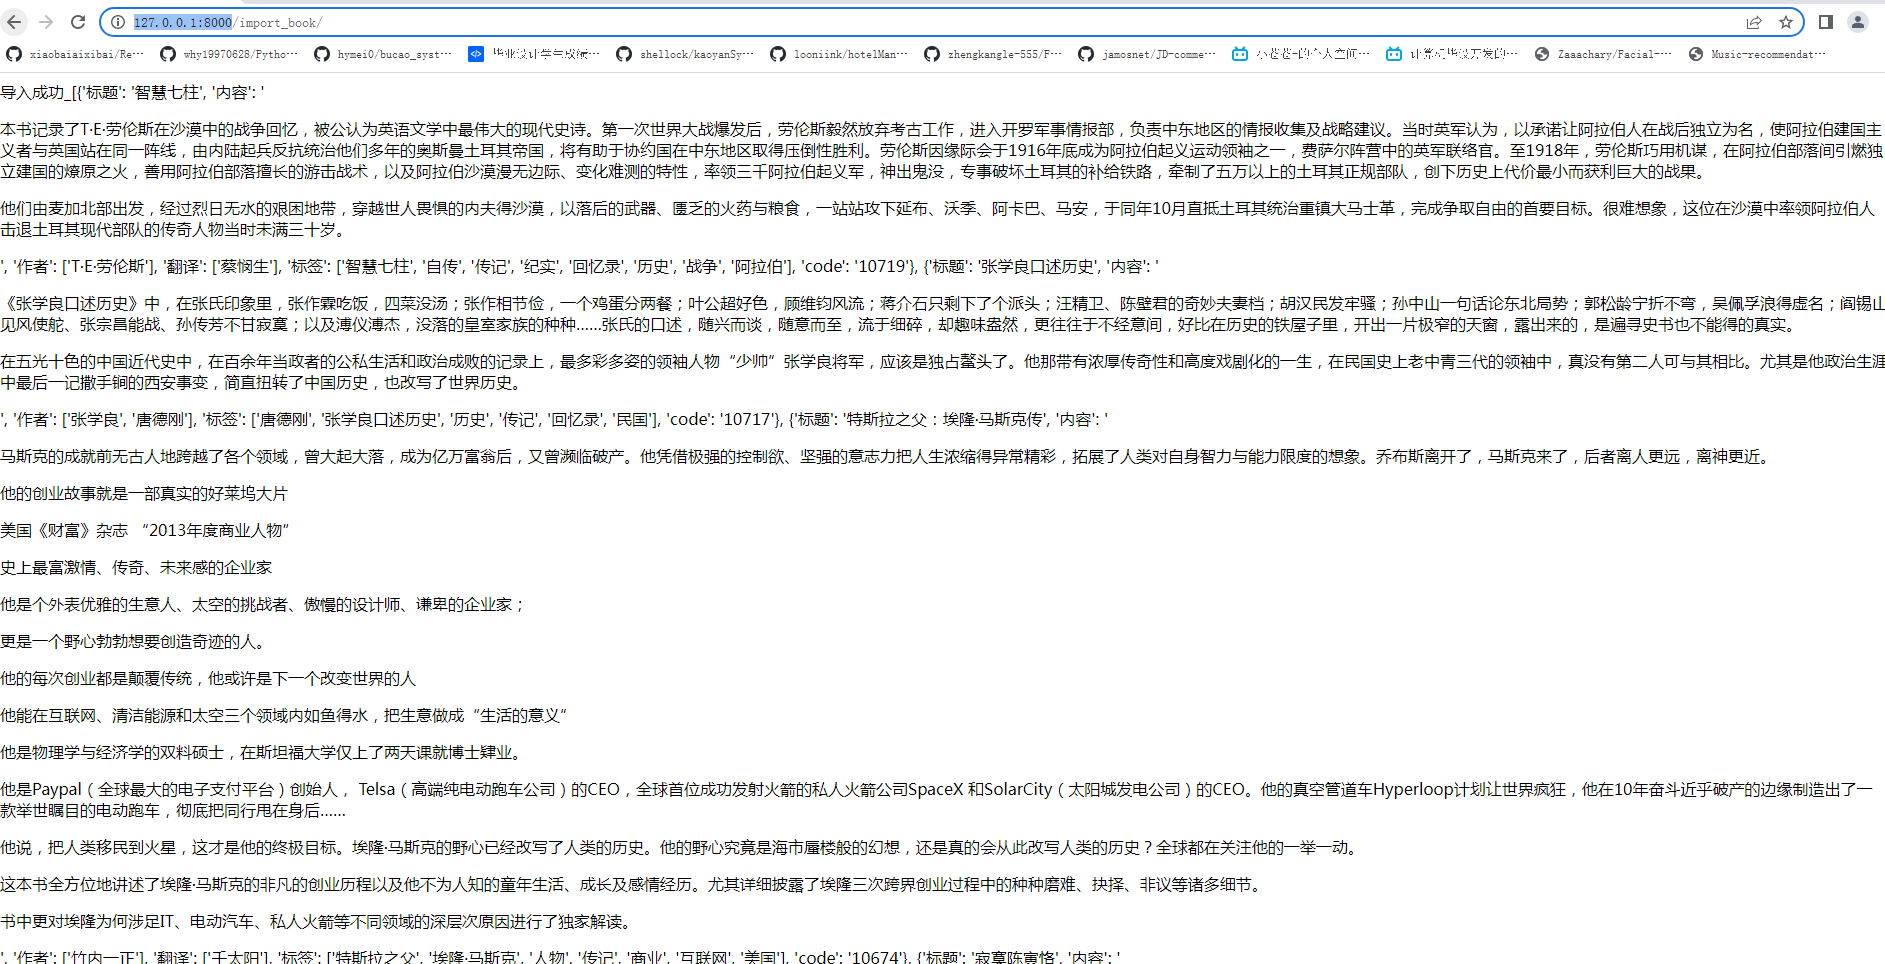 127.0.0.1:8000/import_book/
xiaobaiaixibai/Re… why19970628/Pytho… hymei0/bucao_syst… shellock/kaoyanSy… looniink/hotelMan… zhengkangle-555/F… jamosnet/JD-comme… Zaaachary/Facial-… Music-recommendat…
导入成功_[{'标题': '智慧七柱', '内容': '
本书记录了T·E·劳伦斯在沙漠中的战争回忆，被公认为英语文学中最伟大的现代史诗。第一次世界大战爆发后，劳伦斯毅然放弃考古工作，进入开罗军事情报部，负责中东地区的情报收集及战略建议。当时英军认为，以承诺让阿拉伯人在战后独立为名，使阿拉伯建国主
义者与英国站在同一阵线，由内陆起兵反抗统治他们多年的奥斯曼土耳其帝国，将有助于协约国在中东地区取得压倒性胜利。劳伦斯因缘际会于1916年底成为阿拉伯起义运动领袖之一，费萨尔阵营中的英军联络官。至1918年，劳伦斯巧用机谋，在阿拉伯部落间引燃独
立建国的燎原之火，善用阿拉伯部落擅长的游击战术，以及阿拉伯沙漠漫无边际、变化难测的特性，率领三千阿拉伯起义军，神出鬼没，专事破坏土耳其的补给铁路，牵制了五万以上的土耳其正规部队，创下历史上代价最小而获利巨大的战果。
他们由麦加北部出发，经过烈日无水的艰困地带，穿越世人畏惧的内夫得沙漠，以落后的武器、匮乏的火药与粮食，一站站攻下延布、沃季、阿卡巴、马安，于同年10月直抵土耳其统治重镇大马士革，完成争取自由的首要目标。很难想象，这位在沙漠中率领阿拉伯人
击退土耳其现代部队的传奇人物当时未满三十岁。
', '作者': ['T·E·劳伦斯'], '翻译': ['蔡悯生'], '标签': ['智慧七柱', '自传', '传记', '纪实', '回忆录', '历史', '战争', '阿拉伯'], 'code': '10719'}, {'标题': '张学良口述历史', '内容': '
《张学良口述历史》中，在张氏印象里，张作霖吃饭，四菜没汤；张作相节俭，一个鸡蛋分两餐；叶公超好色，顾维钧风流；蒋介石只剩下了个派头；汪精卫、陈壁君的奇妙夫妻档；胡汉民发牢骚；孙中山一句话论东北局势；郭松龄宁折不弯，吴佩孚浪得虚名；阎锡山
见风使舵、张宗昌能战、孙传芳不甘寂寞；以及溥仪溥杰，没落的皇室家族的种种……张氏的口述，随兴而谈，随意而至，流于细碎，却趣味盎然，更往往于不经意间，好比在历史的铁屋子里，开出一片极窄的天窗，露出来的，是遍寻史书也不能得的真实。
在五光十色的中国近代史中，在百余年当政者的公私生活和政治成败的记录上，最多彩多姿的领袖人物“少帅”张学良将军，应该是独占鳌头了。他那带有浓厚传奇性和高度戏剧化的一生，在民国史上老中青三代的领袖中，真没有第二人可与其相比。尤其是他政治生涯
中最后一记撒手锏的西安事变，简直扭转了中国历史，也改写了世界历史。
', '作者': ['张学良', '唐德刚'], '标签': ['唐德刚', '张学良口述历史', '历史', '传记', '回忆录', '民国'], 'code': '10717'}, {'标题': '特斯拉之父：埃隆·马斯克传', '内容': '
马斯克的成就前无古人地跨越了各个领域，曾大起大落，成为亿万富翁后，又曾濒临破产。他凭借极强的控制欲、坚强的意志力把人生浓缩得异常精彩，拓展了人类对自身智力与能力限度的想象。乔布斯离开了，马斯克来了，后者离人更远，离神更近。
他的创业故事就是一部真实的好莱坞大片
美国《财富》杂志 “2013年度商业人物”
史上最富激情、传奇、未来感的企业家
他是个外表优雅的生意人、太空的挑战者、傲慢的设计师、谦卑的企业家；
更是一个野心勃勃想要创造奇迹的人。
他的每次创业都是颠覆传统，他或许是下一个改变世界的人
他能在互联网、清洁能源和太空三个领域内如鱼得水，把生意做成“生活的意义”
他是物理学与经济学的双料硕士，在斯坦福大学仅上了两天课就博士肄业。
他是Paypal（全球最大的电子支付平台）创始人， Telsa（高端纯电动跑车公司）的CEO，全球首位成功发射火箭的私人火箭公司SpaceX 和SolarCity（太阳城发电公司）的CEO。他的真空管道车Hyperloop计划让世界疯狂，他在10年奋斗近乎破产的边缘制造出了一
款举世瞩目的电动跑车，彻底把同行甩在身后……
他说，把人类移民到火星，这才是他的终极目标。埃隆·马斯克的野心已经改写了人类的历史。他的野心究竟是海市蜃楼般的幻想，还是真的会从此改写人类的历史？全球都在关注他的一举一动。
这本书全方位地讲述了埃隆·马斯克的非凡的创业历程以及他不为人知的童年生活、成长及感情经历。尤其详细披露了埃隆三次跨界创业过程中的种种磨难、抉择、非议等诸多细节。
书中更对埃隆为何涉足IT、电动汽车、私人火箭等不同领域的深层次原因进行了独家解读。
', '作者': ['竹内一正'], '翻译': ['千太阳'], '标签': ['特斯拉之父', '埃隆·马斯克', '人物', '传记', '商业', '互联网', '美国'], 'code': '10674'}, {'标题': '寂寞陈寅恪', '内容': '